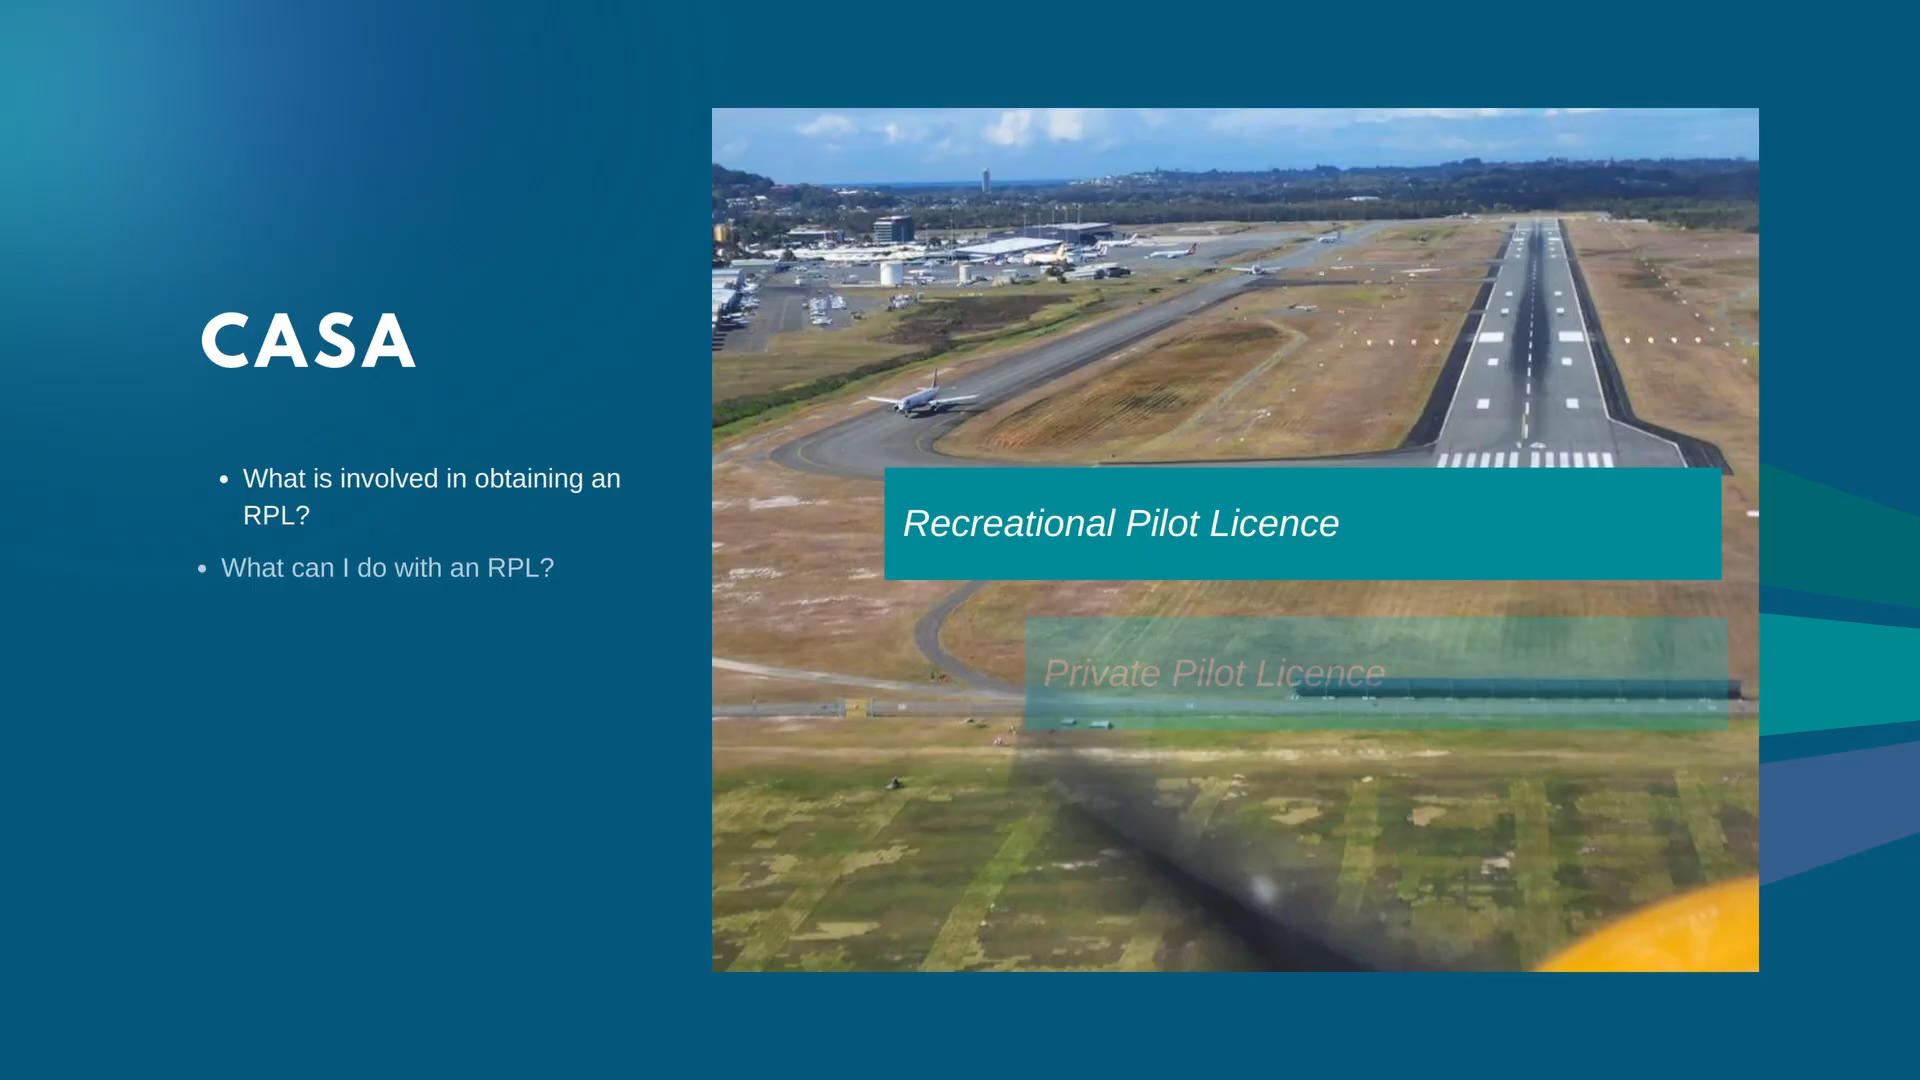 CASA
• What is involved in obtaining an
RPL?
• What can I do with an RPL?
Recreational Pilot Licence
Private Pilot Licence